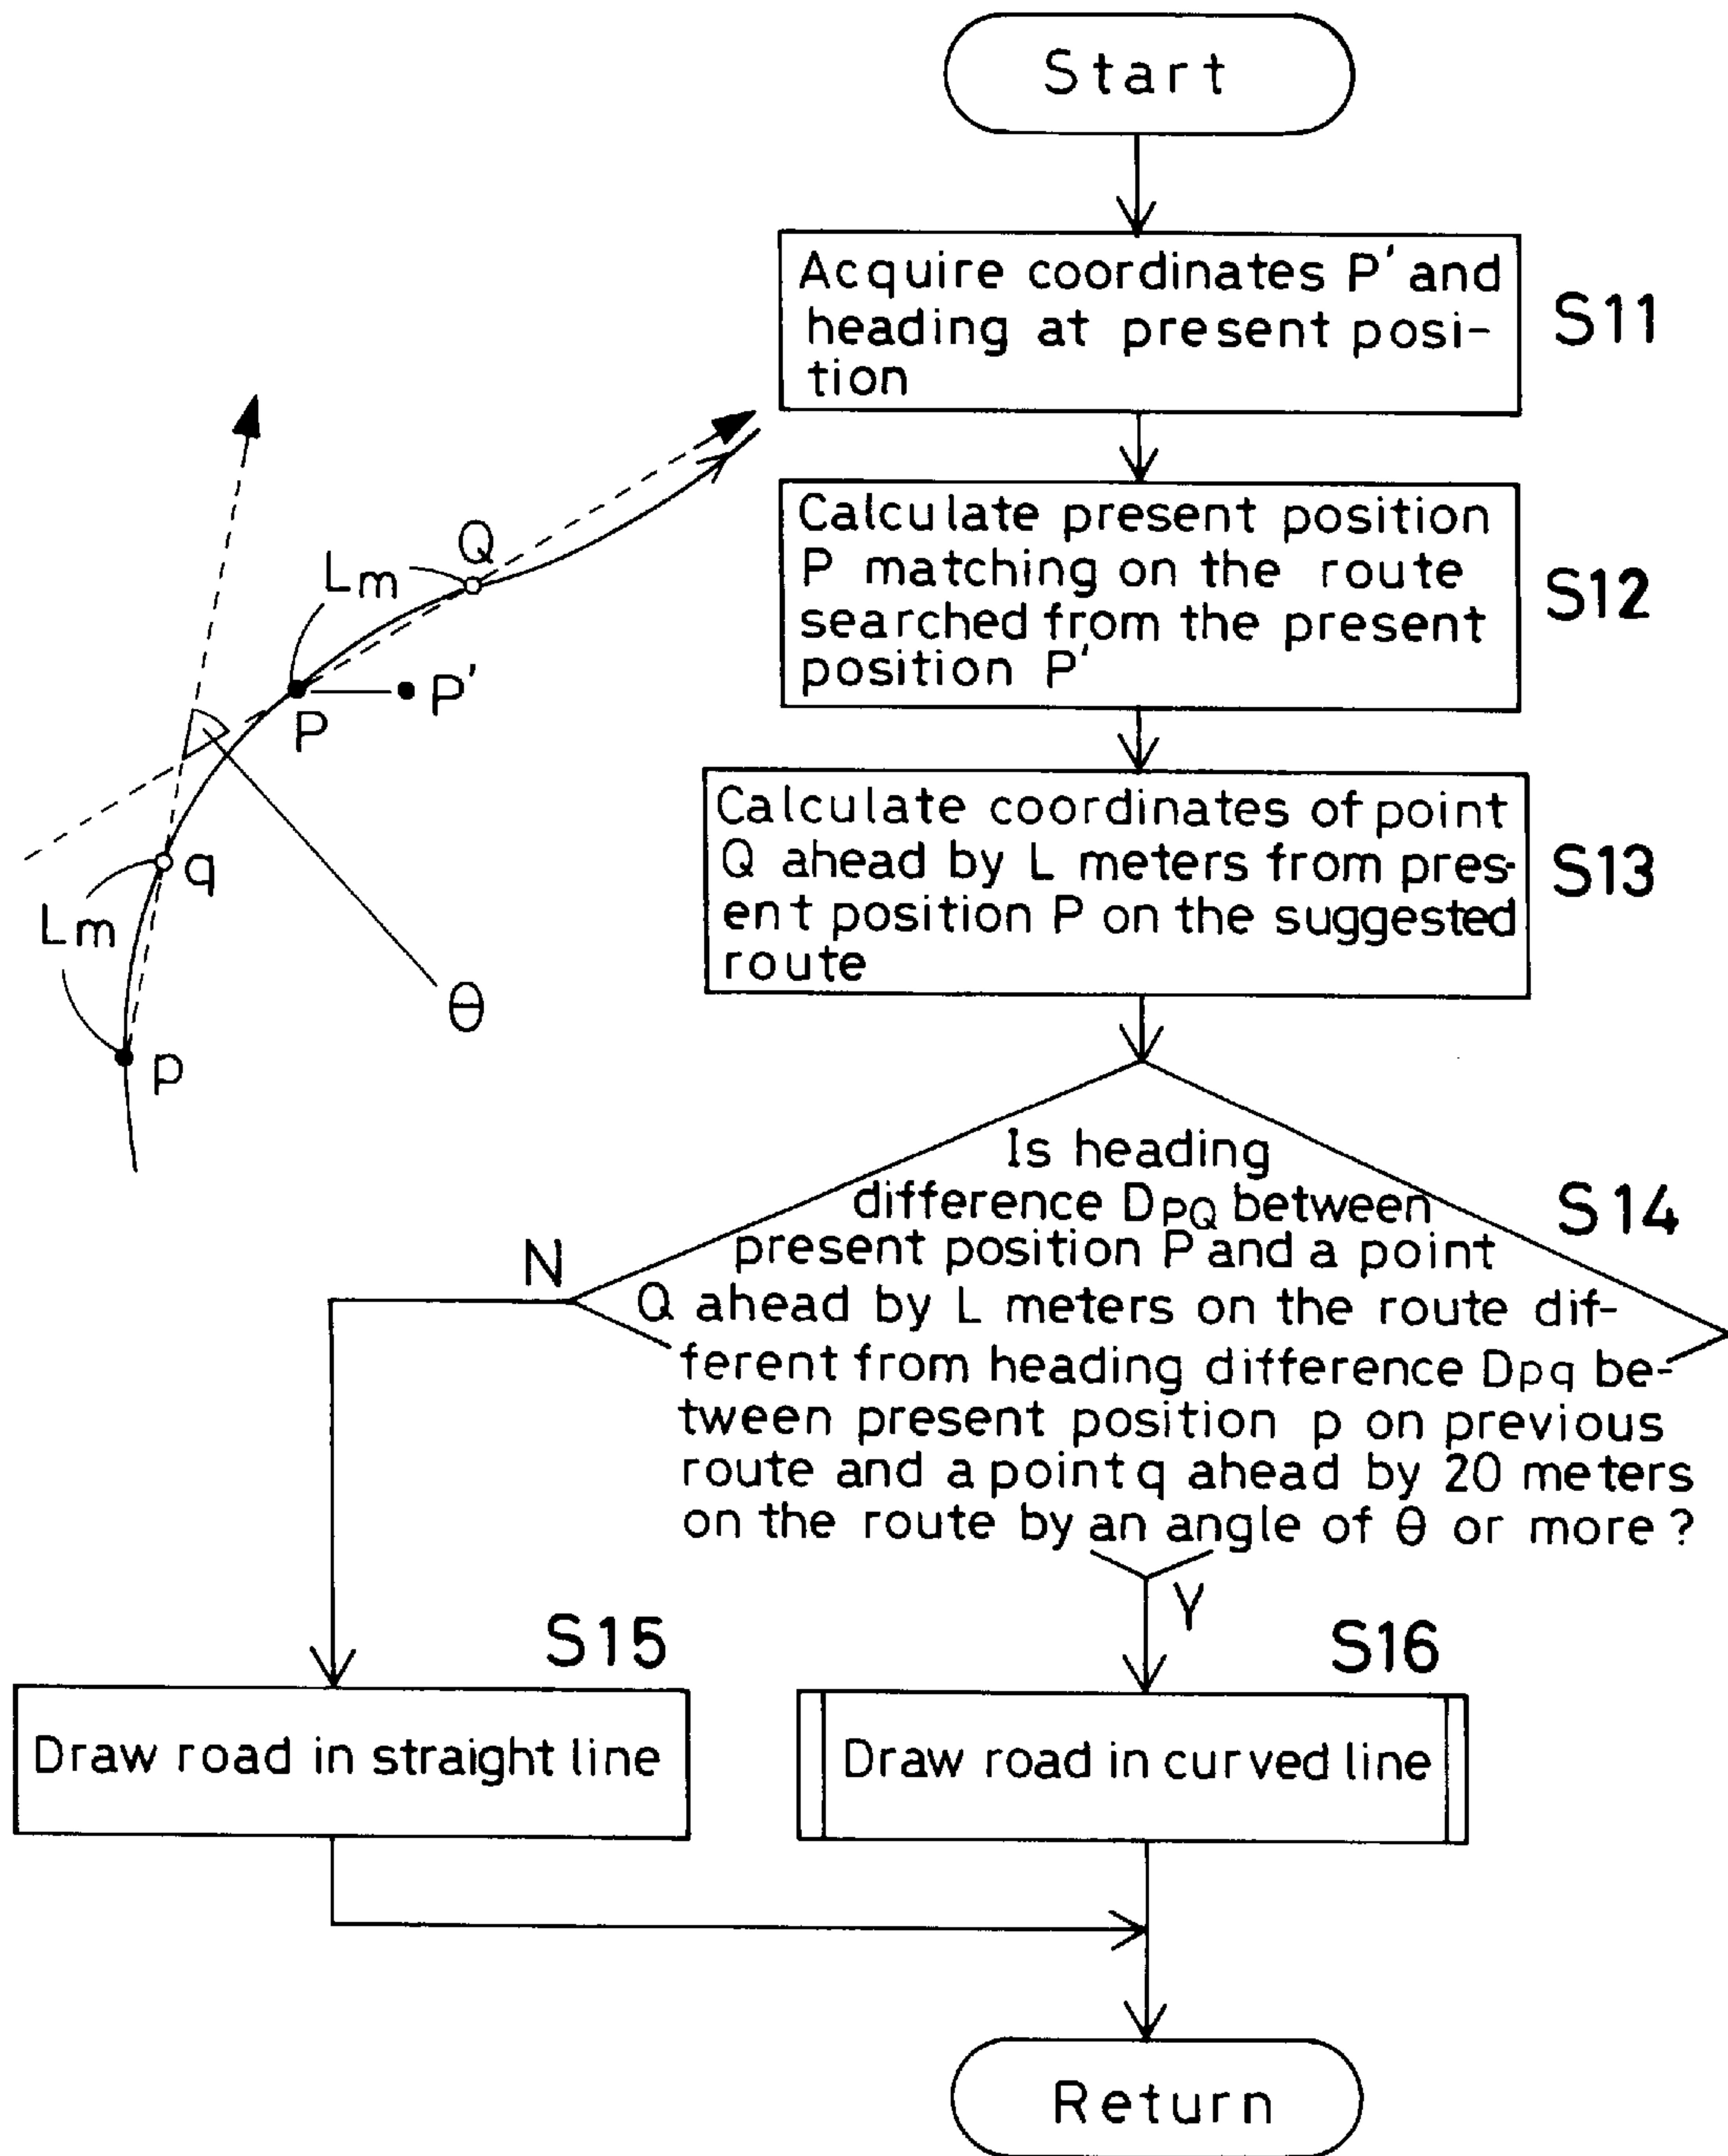 Start
Acquire coordinates P' and
heading at present posi-
tion
S11
Calculate present position
P matching on the route
searched from the present
position P'
S12
Calculate coordinates of point
Q ahead by L meters from pres-
ent position P on the suggested
route
S13
Q
Lm
P'
P
q
Lm
θ
p
Is heading
difference DPQ between
present position P and a point
Q ahead by L meters on the route dif-
ferent from heading difference Dpq be-
tween present position p on previous
route and a point q ahead by 20 meters
on the route by an angle of θ or more ?
S14
N
Y
S15
Draw road in straight line
S16
Draw road in curved line
Return